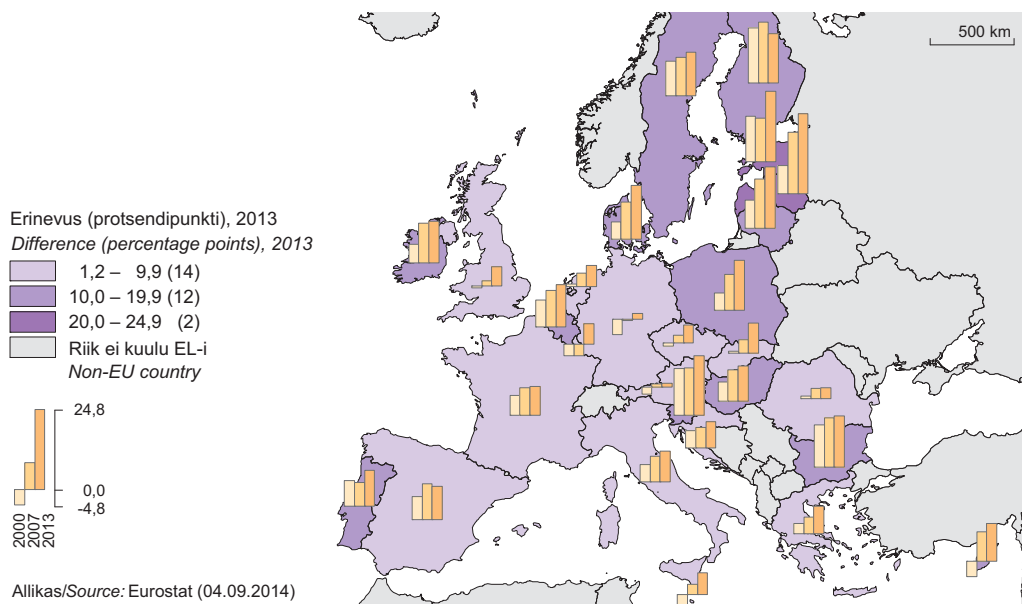 500 km
Erinevus (protsendipunkti), 2013
Difference (percentage points), 2013
1,2 – 9,9 (14)
10,0 – 19,9 (12)
20,0 – 24,9 (2)
Riik ei kuulu EL-i
Non-EU country
24,8
0,0
-4,8
2000
2007
2013
Allikas/Source: Eurostat (04.09.2014)